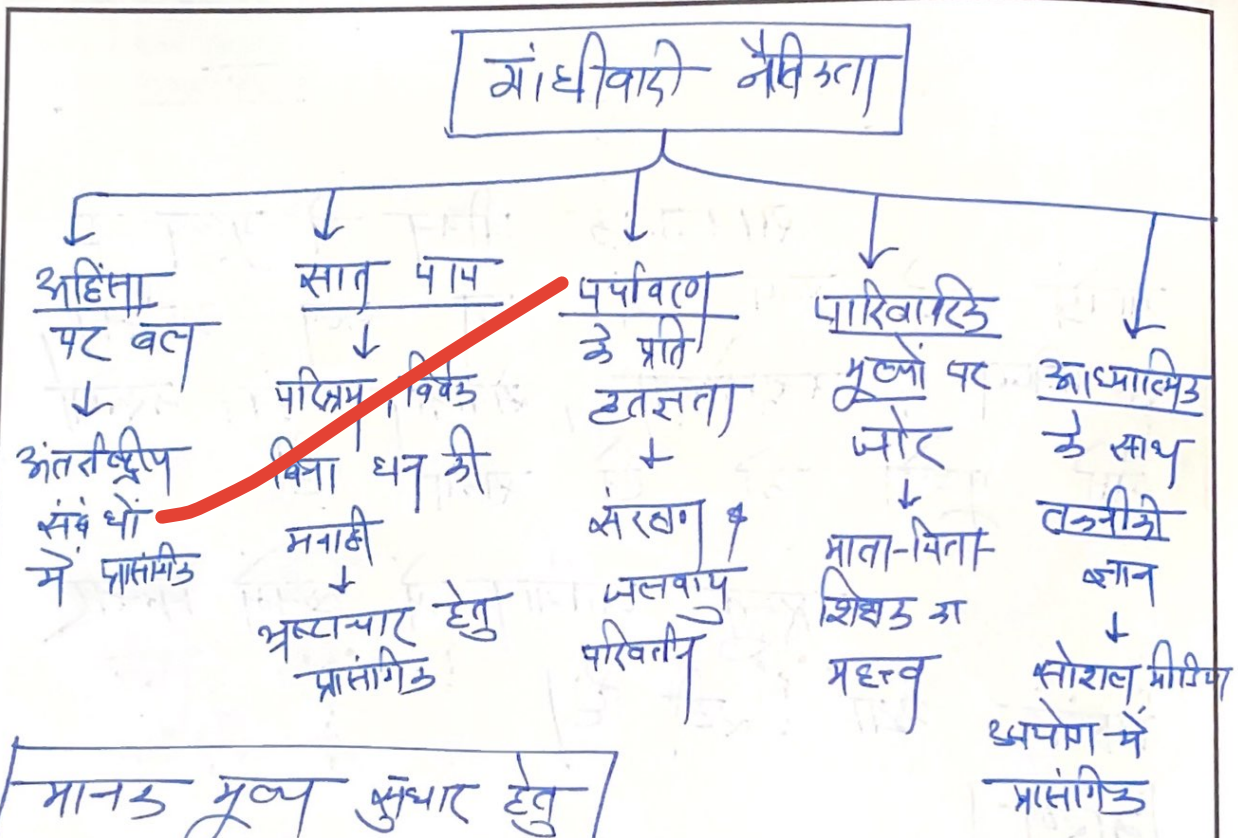 गांधीवादी नैतिकता
अहिंसा
पर बल
अंतर्राष्ट्रीय
संबंधों
में प्रासंगिक
सात पाप
परिश्रम, विवेक
बिना धन की
मनाही
भ्रष्टाचार हेतु
प्रासंगिक
पर्यावरण
के प्रति
कृतज्ञता
संरक्षण
जलवायु
परिवर्तन
पारिवारिक
मूल्यों पर
जोर
माता-पिता-
शिक्षक का
महत्त्व
आध्यात्मिक
के साथ
तकनीकी
ज्ञान
सोशल मीडिया
उपयोग में
प्रासंगिक
मानक मूल्य सुधार हेतु